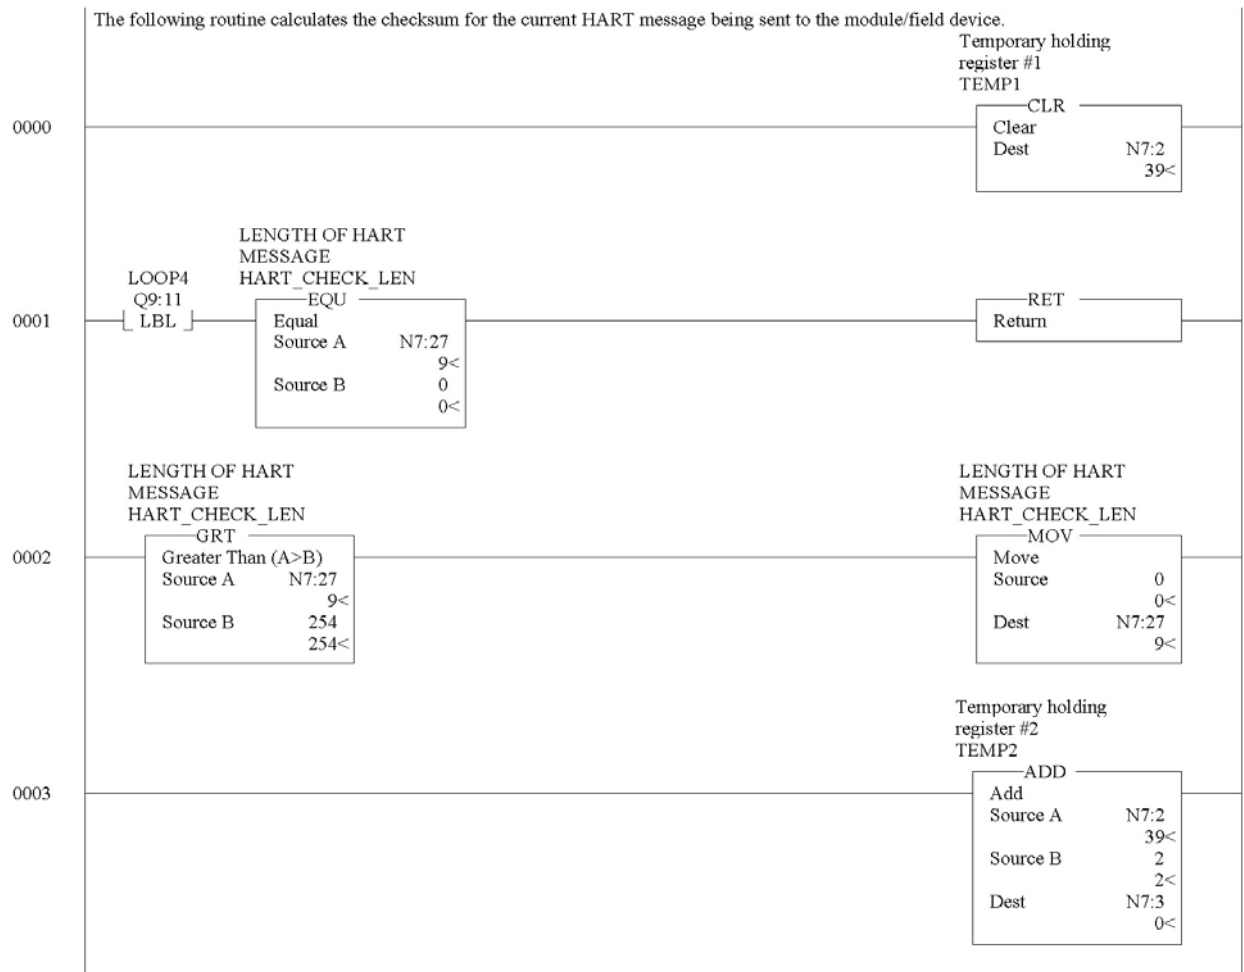 The following routine calculates the checksum for the current HART message being sent to the module/field device.
Temporary holding
register #1
TEMP1
CLR
0000
Clear
Dest N7:2
39<
LENGTH OF HART
MESSAGE
LOOP4 HART_CHECK_LEN
Q9:11 EQU RET
0001 LBL Equal Return
Source A N7:27
9<
Source B 0
0<
LENGTH OF HART LENGTH OF HART
MESSAGE MESSAGE
HART_CHECK_LEN HART_CHECK_LEN
GRT MOV
0002 Greater Than (A>B) Move
Source A N7:27 Source 0
9< 0<
Source B 254 Dest N7:27
254< 9<
Temporary holding
register #2
TEMP2
ADD
0003 Add
Source A N7:2
39<
Source B 2
2<
Dest N7:3
0<